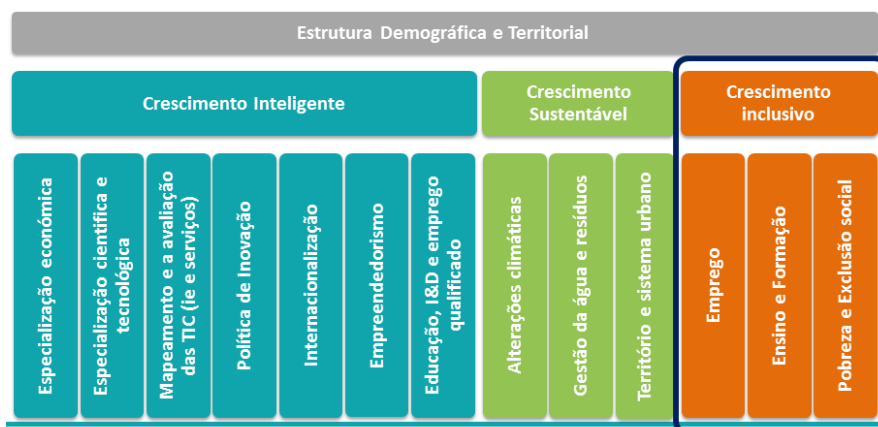 Estrutura Demográfica e Territorial
Crescimento Inteligente
Crescimento
Sustentável
Crescimento
inclusivo
Especialização económica
Especialização cientifica e
tecnológica
Mapeamento e a avaliação
das TIC (ie e serviços)
Política de Inovação
Internacionalização
Empreendedorismo
Educação, I&D e emprego
qualificado
Alterações climáticas
Gestão da água e resíduos
Território e sistema urbano
Emprego
Ensino e Formação
Pobreza e Exclusão social